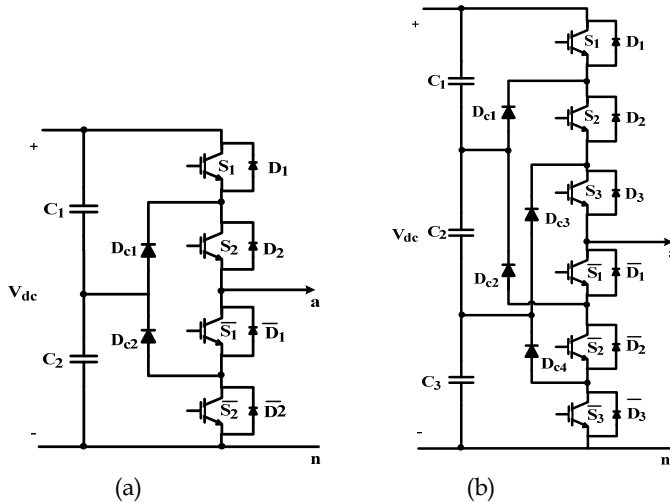 +
S1
D1
C1
Dc1
S2
D2
Vdc
a
Dc2
S̅1
D̅1
C2
S̅2
D̅2
-
n
(a)
+
S1
D1
C1
Dc1
S2
D2
S3
D3
Dc3
Vdc
C2
a
Dc2
S̅1
D̅1
S̅2
D̅2
Dc4
C3
S̅3
D̅3
-
n
(b)